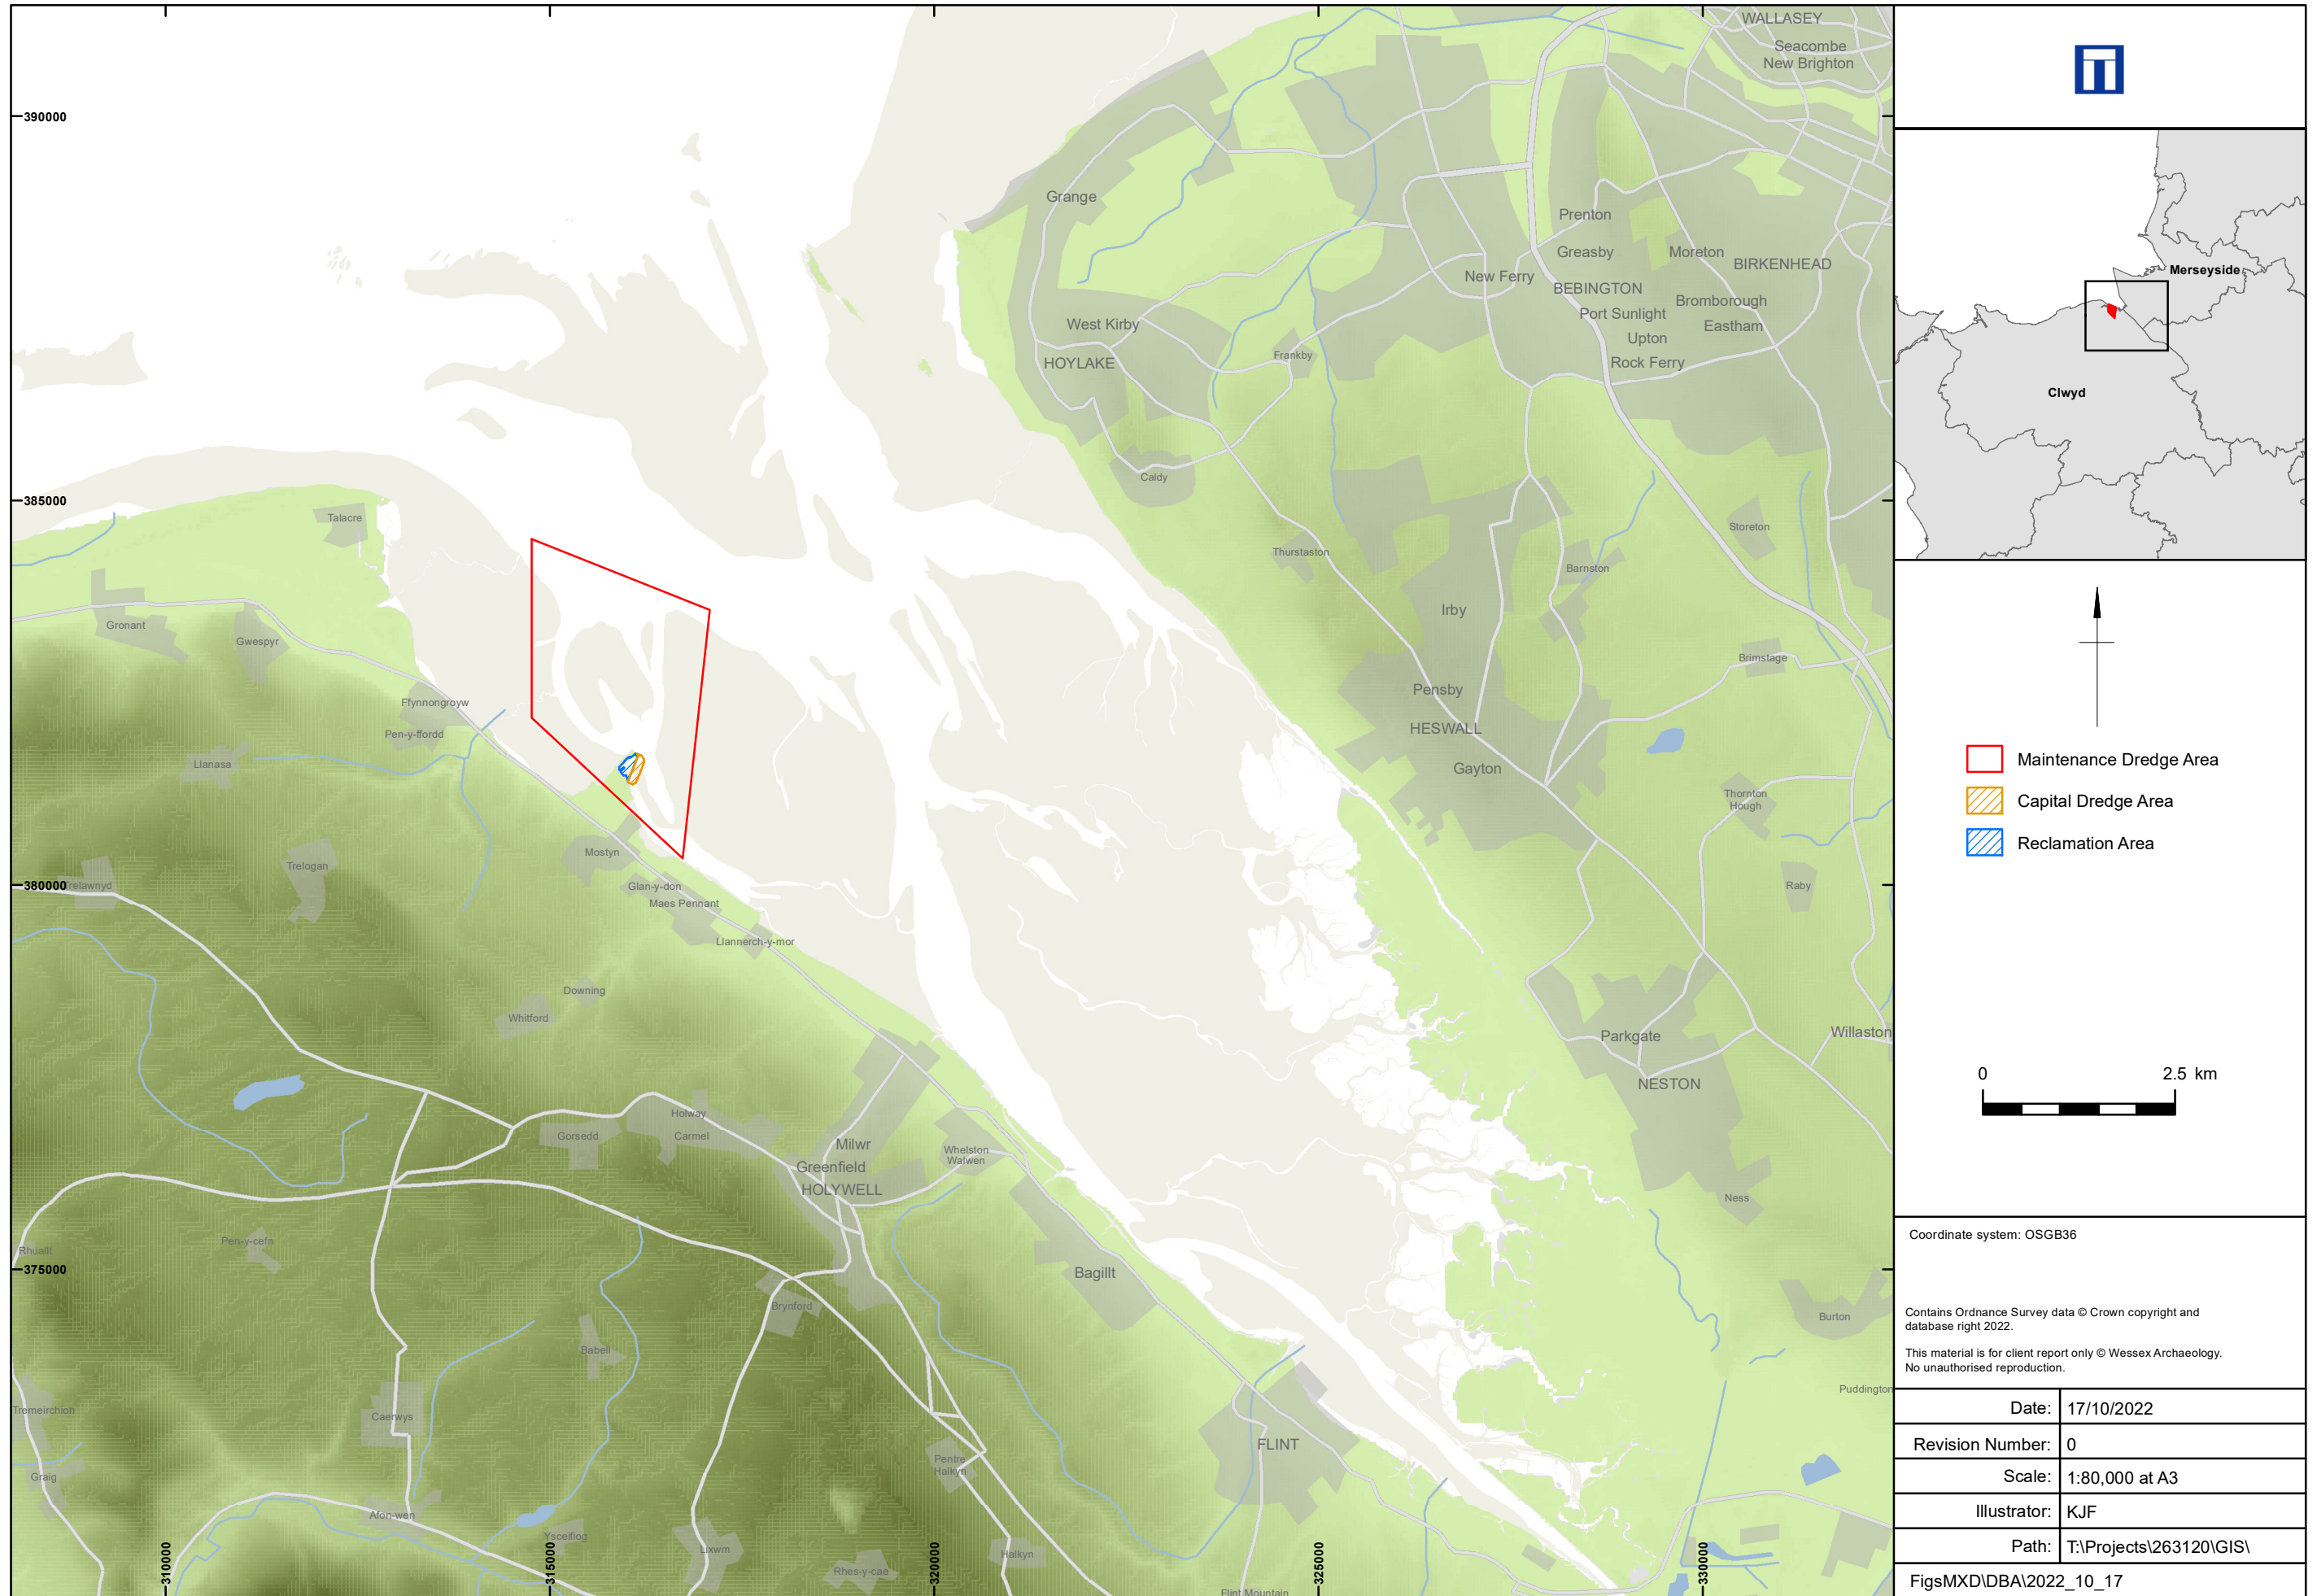 WALLASEY
Seacombe
New Brighton
390000
Grange
Prenton
Greasby
Moreton
BIRKENHEAD
New Ferry
BEBINGTON
Bromborough
Port Sunlight
Eastham
West Kirby
Upton
HOYLAKE
Frankby
Rock Ferry
Caldy
385000
Talacre
Storeton
Thurstaston
Barnston
Irby
Gronant
Gwespyr
Brimstage
Pensby
Ffynnongroyw
HESWALL
Pen-y-ffordd
Llanasa
Gayton
Thornton
Hough
Mostyn
Trelogan
380000
Trelawnyd
Glan-y-don
Raby
Maes Pennant
Llannerch-y-mor
Downing
Whitford
Parkgate
Willaston
NESTON
Holway
Gorsedd
Carmel
Milwr
Whelston
Walwen
Greenfield
HOLYWELL
Ness
Pen-y-cefn
Rhuallt
375000
Bagillt
Brynford
Burton
Babell
Puddington
Tremeirchion
Caerwys
FLINT
Pentre
Halkyn
Graig
Afon-wen
Ysceifiog
Lixwm
Halkyn
Rhes-y-cae
Flint Mountain
310000
315000
320000
325000
330000
Merseyside
Clwyd
Maintenance Dredge Area
Capital Dredge Area
Reclamation Area
0 2.5 km
Coordinate system: OSGB36
Contains Ordnance Survey data © Crown copyright and
database right 2022.
This material is for client report only © Wessex Archaeology.
No unauthorised reproduction.
Date: 17/10/2022
Revision Number: 0
Scale: 1:80,000 at A3
Illustrator: KJF
Path: T:\Projects\263120\GIS\
FigsMXD\DBA\2022_10_17